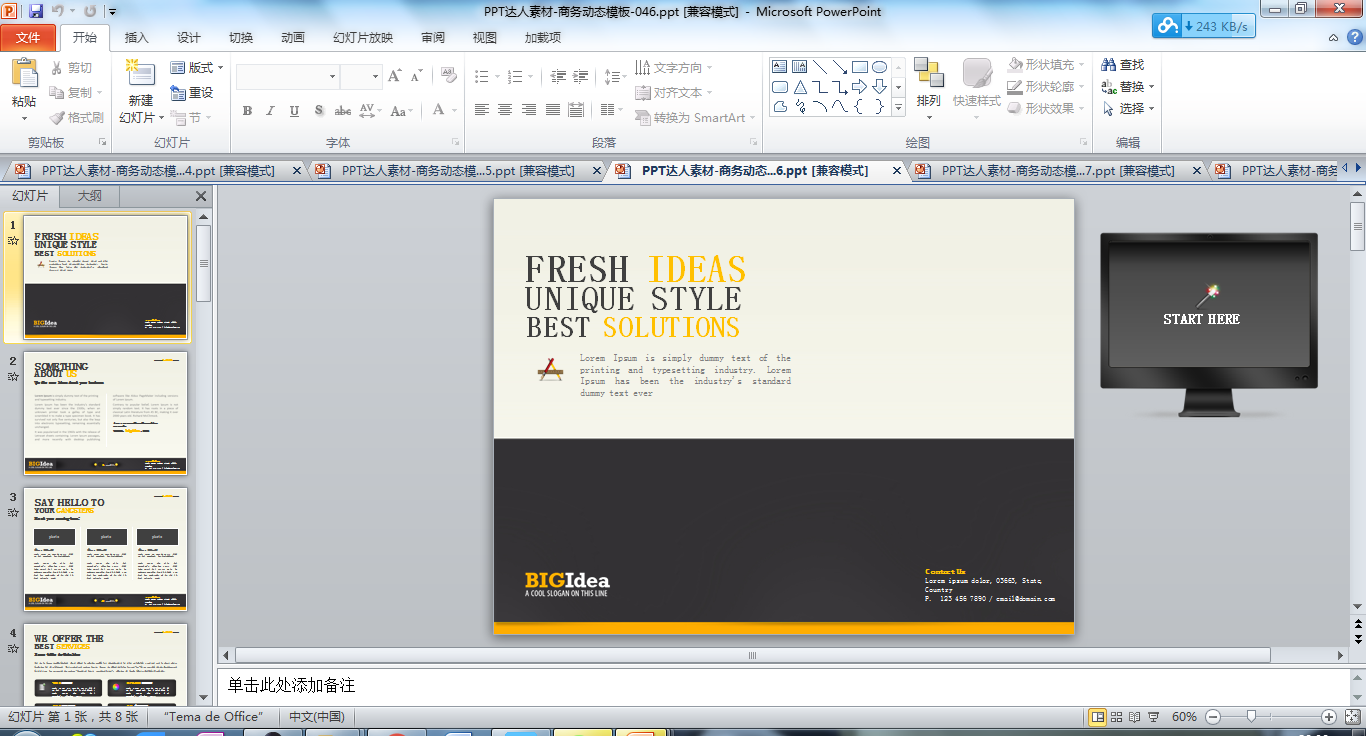 PPT达人素材-商务动态模板-046.ppt [兼容模式] - Microsoft PowerPoint
243 KB/s
文件 开始 插入 设计 切换 动画 幻灯片放映 审阅 视图 加载项
粘贴 剪切 复制 格式刷
剪贴板
新建
幻灯片
版式 重设 节
幻灯片
字体
文字方向
对齐文本
转换为 SmartArt
段落
排列 快速样式
形状填充
形状轮廓
形状效果
绘图
查找
替换
选择
编辑
PPT达人素材-商务动态模...4.ppt [兼容模式]
PPT达人素材-商务动态模...5.ppt [兼容模式]
PPT达人素材-商务动态...6.ppt [兼容模式]
PPT达人素材-商务动态模...7.ppt [兼容模式]
PPT达人素材-商务
幻灯片 大纲
1
FRESH IDEAS
UNIQUE STYLE
BEST SOLUTIONS
BIGIdea
2
SOMETHING
ABOUT US
BIGIdea
3
SAY HELLO TO
YOUR GANGSTERS
photo photo photo
BIGIdea
4
WE OFFER THE
BEST SERVICES
FRESH IDEAS
UNIQUE STYLE
BEST SOLUTIONS
Lorem Ipsum is simply dummy text of the
printing and typesetting industry. Lorem
Ipsum has been the industry's standard
dummy text ever
BIGIdea
A COOL SLOGAN ON THIS LINE
Contact Us
Lorem ipsum dolor, 03663, State,
Country
P. 123 456 7890 / email@domain.com
START HERE
单击此处添加备注
幻灯片 第 1 张，共 8 张 "Tema de Office" 中文(中国) 60%